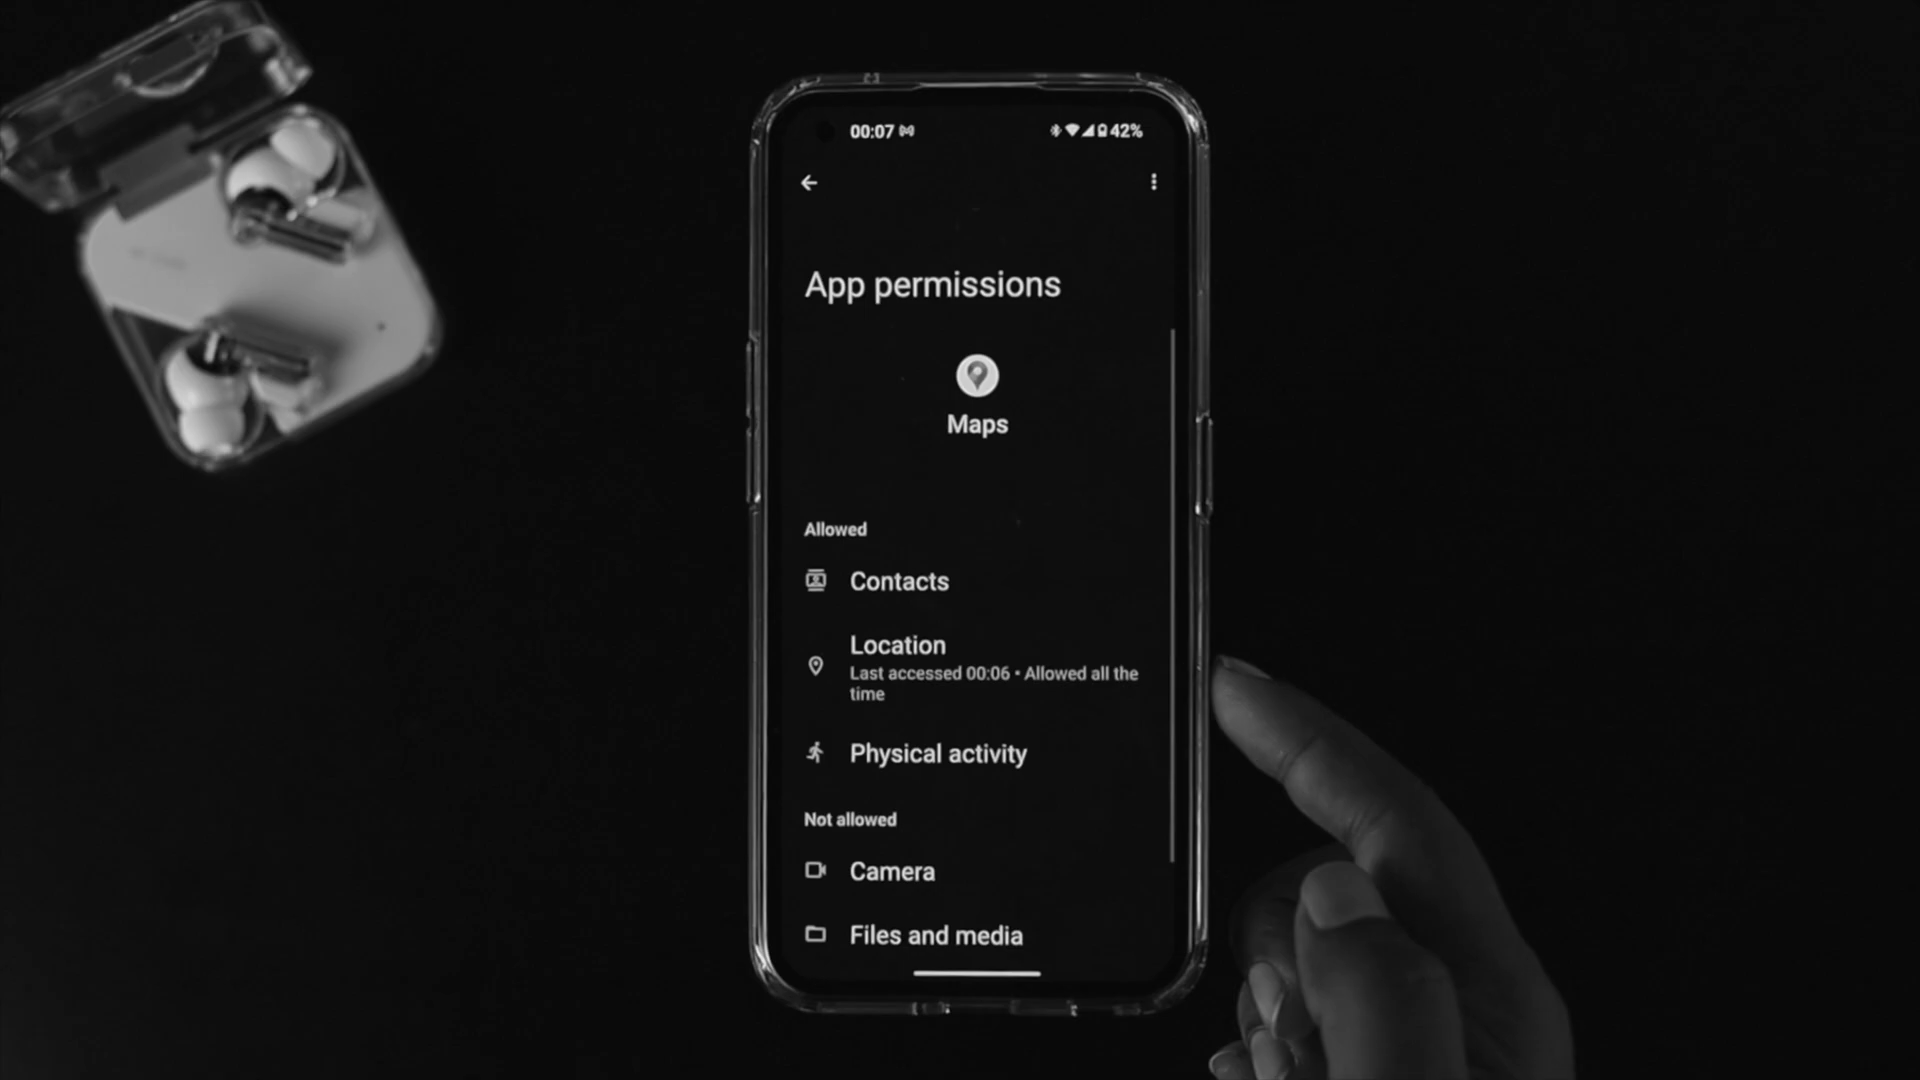 00:07
42%
App permissions
Maps
Allowed
Contacts
Location
Last accessed 00:06 • Allowed all the
time
Physical activity
Not allowed
Camera
Files and media